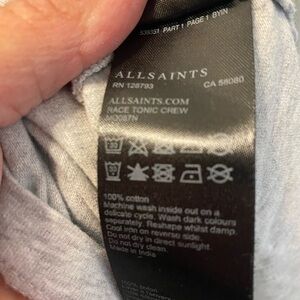 PART 1 PAGE 1
ALLSAINTS
RN 128793 CA 56080
ALLSAINTS.COM
RACE TONIC CREW
100% cotton
Machine wash inside out on a
delicate cycle. Wash dark colours
separately. Reshape whilst damp.
Cool iron on reverse side.
Do not dry in direct sunlight.
Do not dry clean.
Made in India